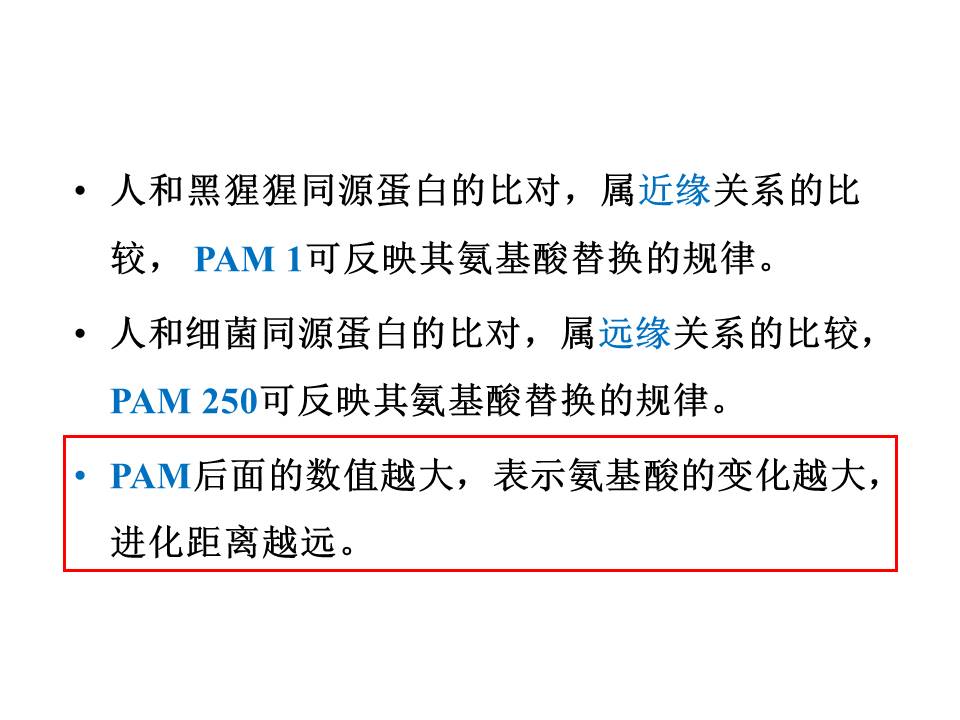 • 人和黑猩猩同源蛋白的比对，属近缘关系的比
较， PAM 1可反映其氨基酸替换的规律。
• 人和细菌同源蛋白的比对，属远缘关系的比较，
PAM 250可反映其氨基酸替换的规律。
• PAM后面的数值越大，表示氨基酸的变化越大，
进化距离越远。